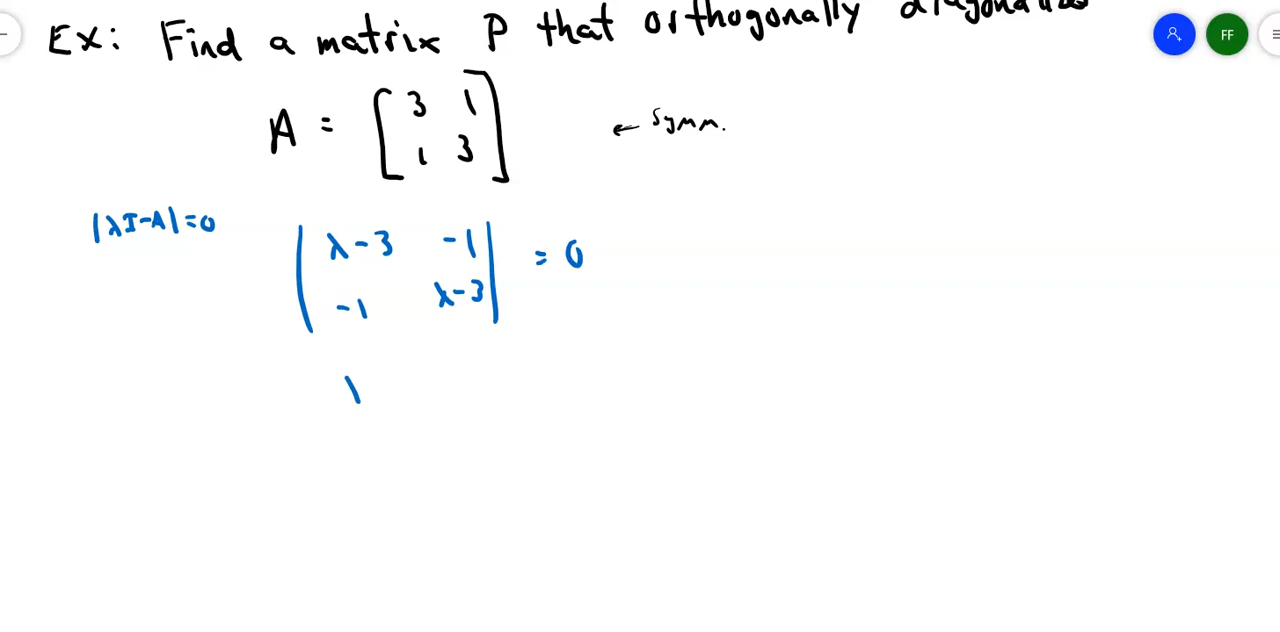 Ex: Find a matrix P that orthogonally diagonalizes
FF
A = [3 1
1 3]
← Symm.
|λI-A|=0
|λ-3 -1
-1 λ-3| = 0